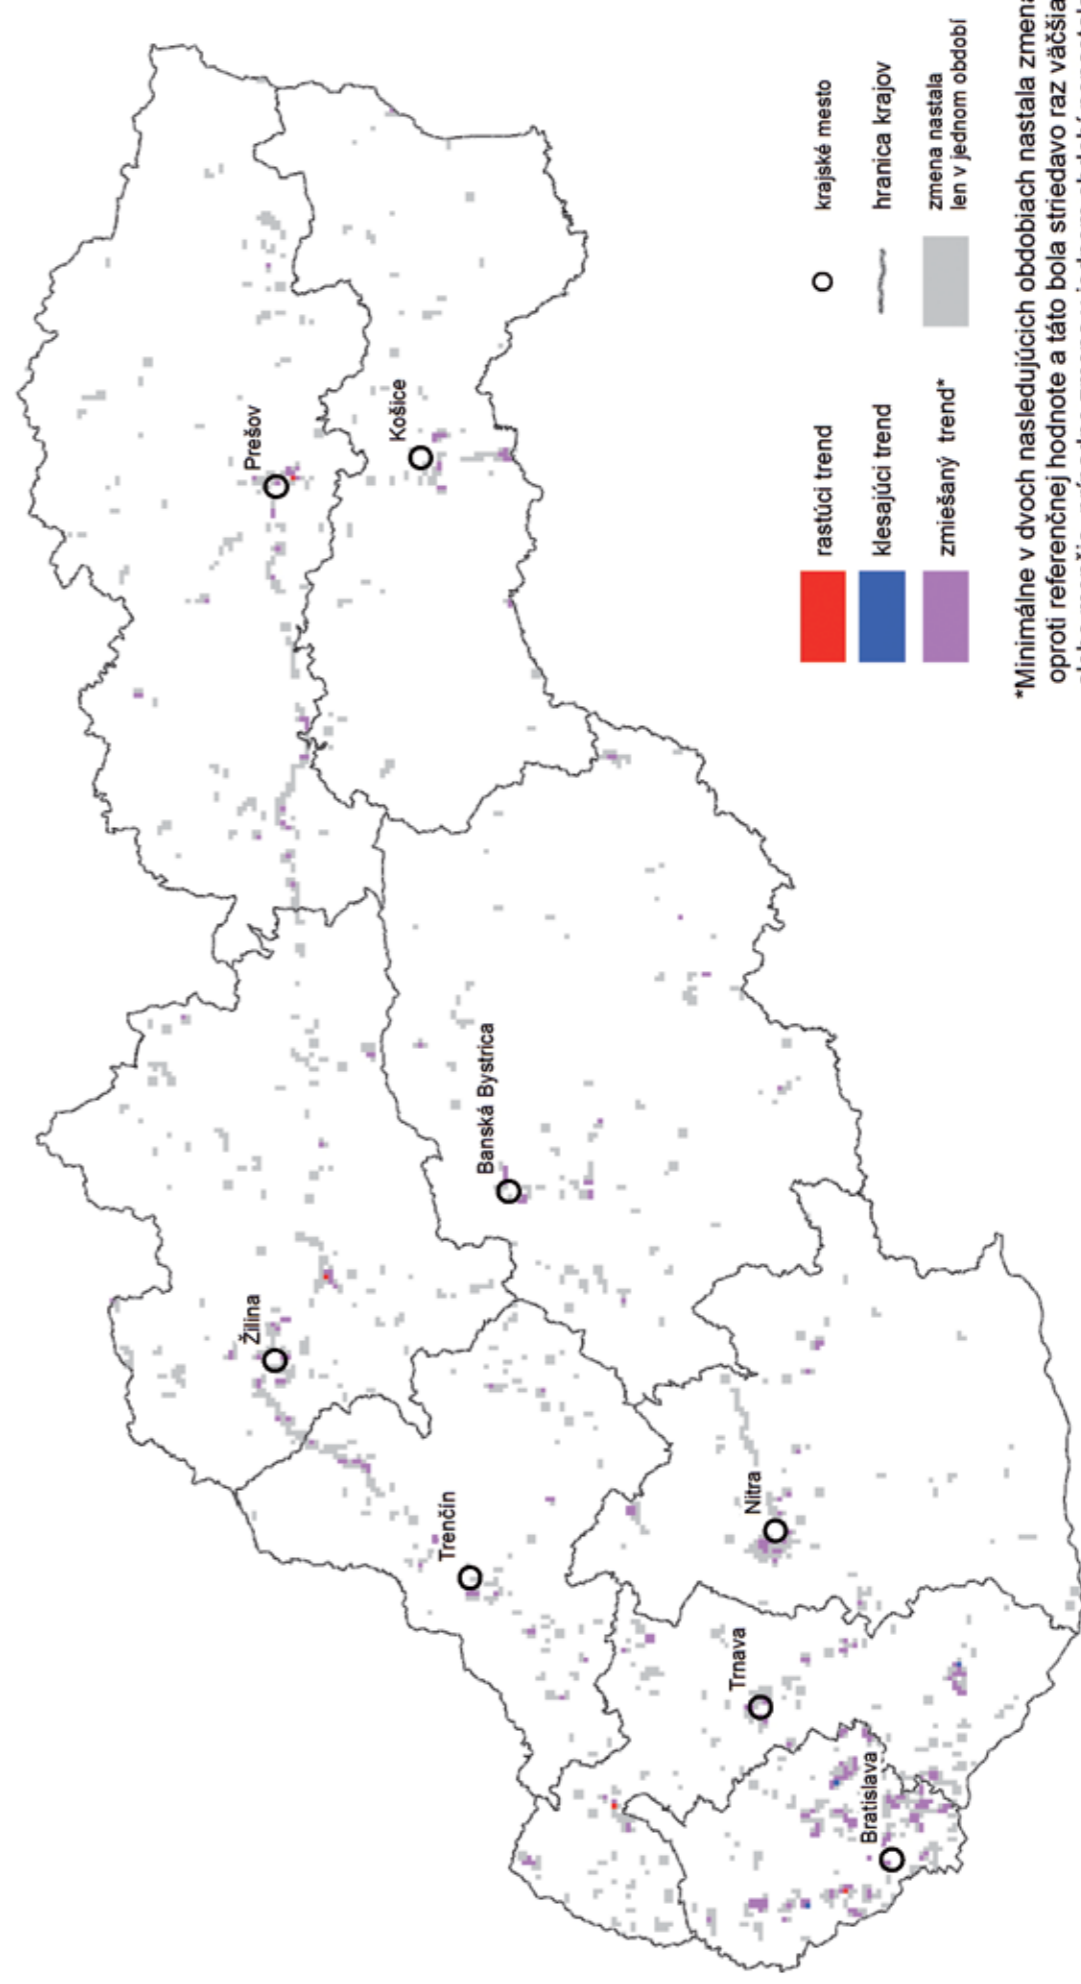 Prešov
Košice
Žilina
Banská Bystrica
Trenčín
Nitra
Trnava
Bratislava
rastúci trend
klesajúci trend
zmiešaný trend*
krajské mesto
hranica krajov
zmena nastala
len v jednom období
*Minimálne v dvoch nasledujúcich obdobiach nastala zmena
oproti referenčnej hodnote a táto bola striedavo raz väčšia